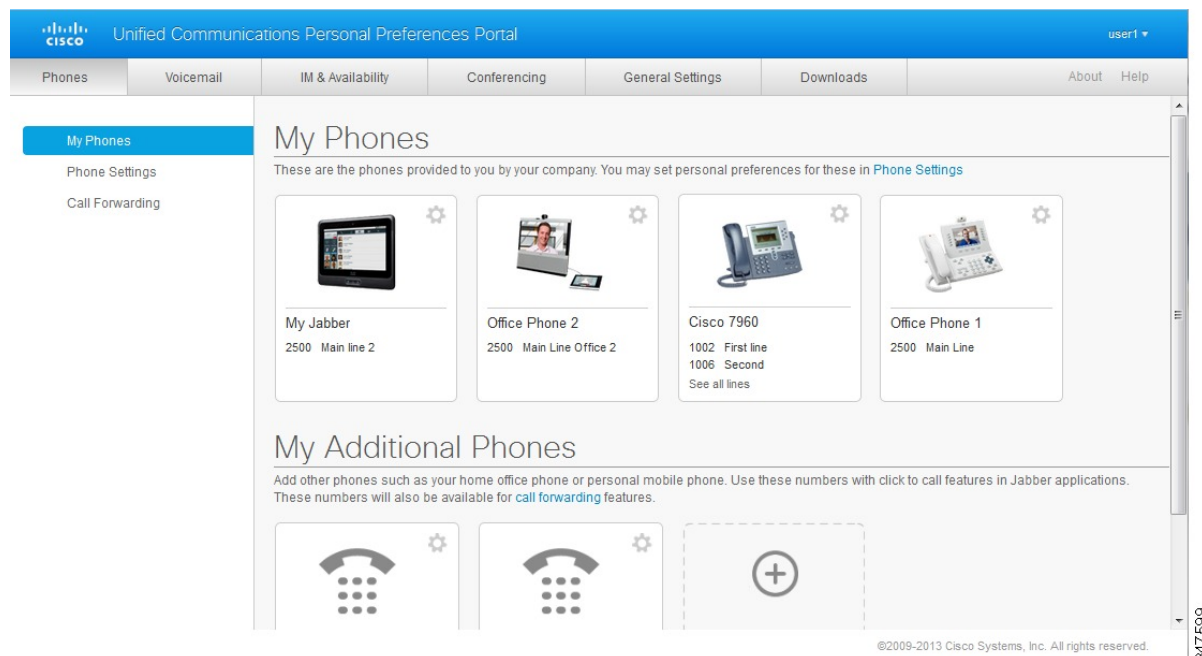 CISCO
Unified Communications Personal Preferences Portal
user1
Phones
Voicemail
IM & Availability
Conferencing
General Settings
Downloads
About
Help
My Phones
Phone Settings
Call Forwarding
My Phones
These are the phones provided to you by your company. You may set personal preferences for these in Phone Settings
My Jabber
2500 Main line 2
Office Phone 2
2500 Main Line Office 2
Cisco 7960
1002 First line
1006 Second
See all lines
Office Phone 1
2500 Main Line
My Additional Phones
Add other phones such as your home office phone or personal mobile phone. Use these numbers with click to call features in Jabber applications.
These numbers will also be available for call forwarding features.
©2009-2013 Cisco Systems, Inc. All rights reserved.